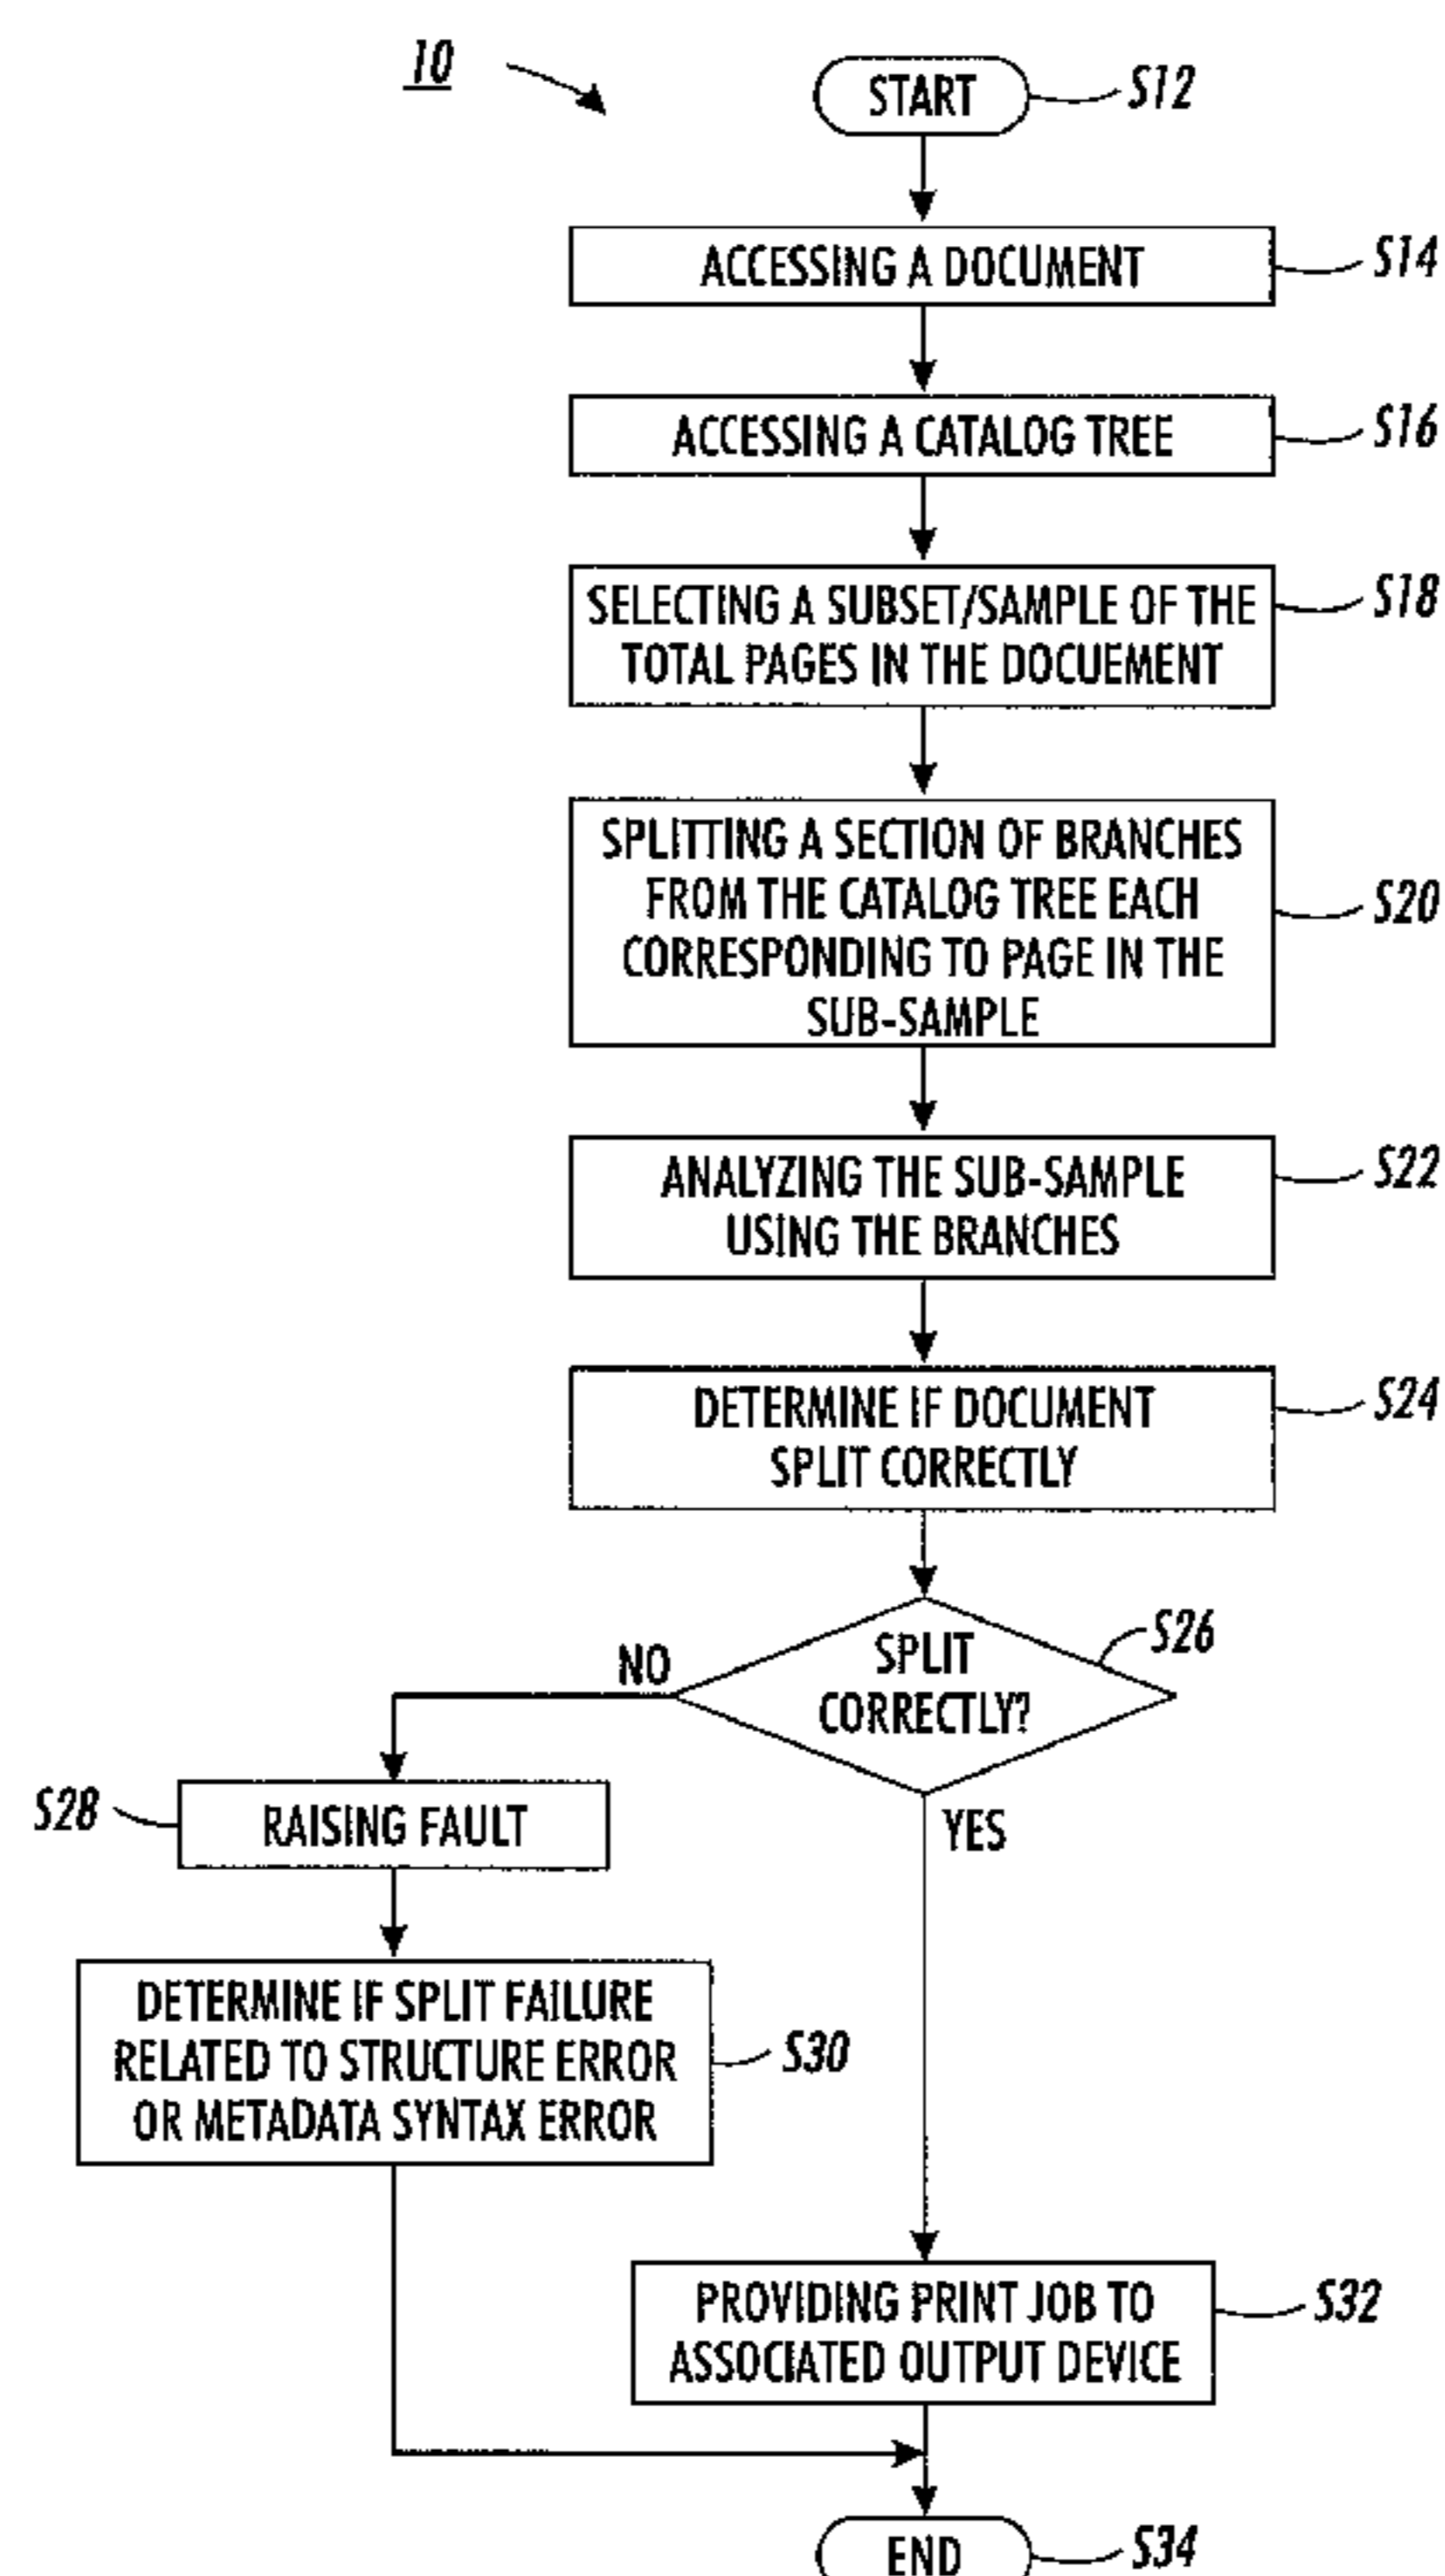 10
START
S12
ACCESSING A DOCUMENT
S14
ACCESSING A CATALOG TREE
S16
SELECTING A SUBSET/SAMPLE OF THE
TOTAL PAGES IN THE DOCUEMENT
S18
SPLITTING A SECTION OF BRANCHES
FROM THE CATALOG TREE EACH
CORRESPONDING TO PAGE IN THE
SUB-SAMPLE
S20
ANALYZING THE SUB-SAMPLE
USING THE BRANCHES
S22
DETERMINE IF DOCUMENT
SPLIT CORRECTLY
S24
SPLIT
CORRECTLY?
S26
NO
YES
S28
RAISING FAULT
DETERMINE IF SPLIT FAILURE
RELATED TO STRUCTURE ERROR
OR METADATA SYNTAX ERROR
S30
PROVIDING PRINT JOB TO
ASSOCIATED OUTPUT DEVICE
S32
END
S34